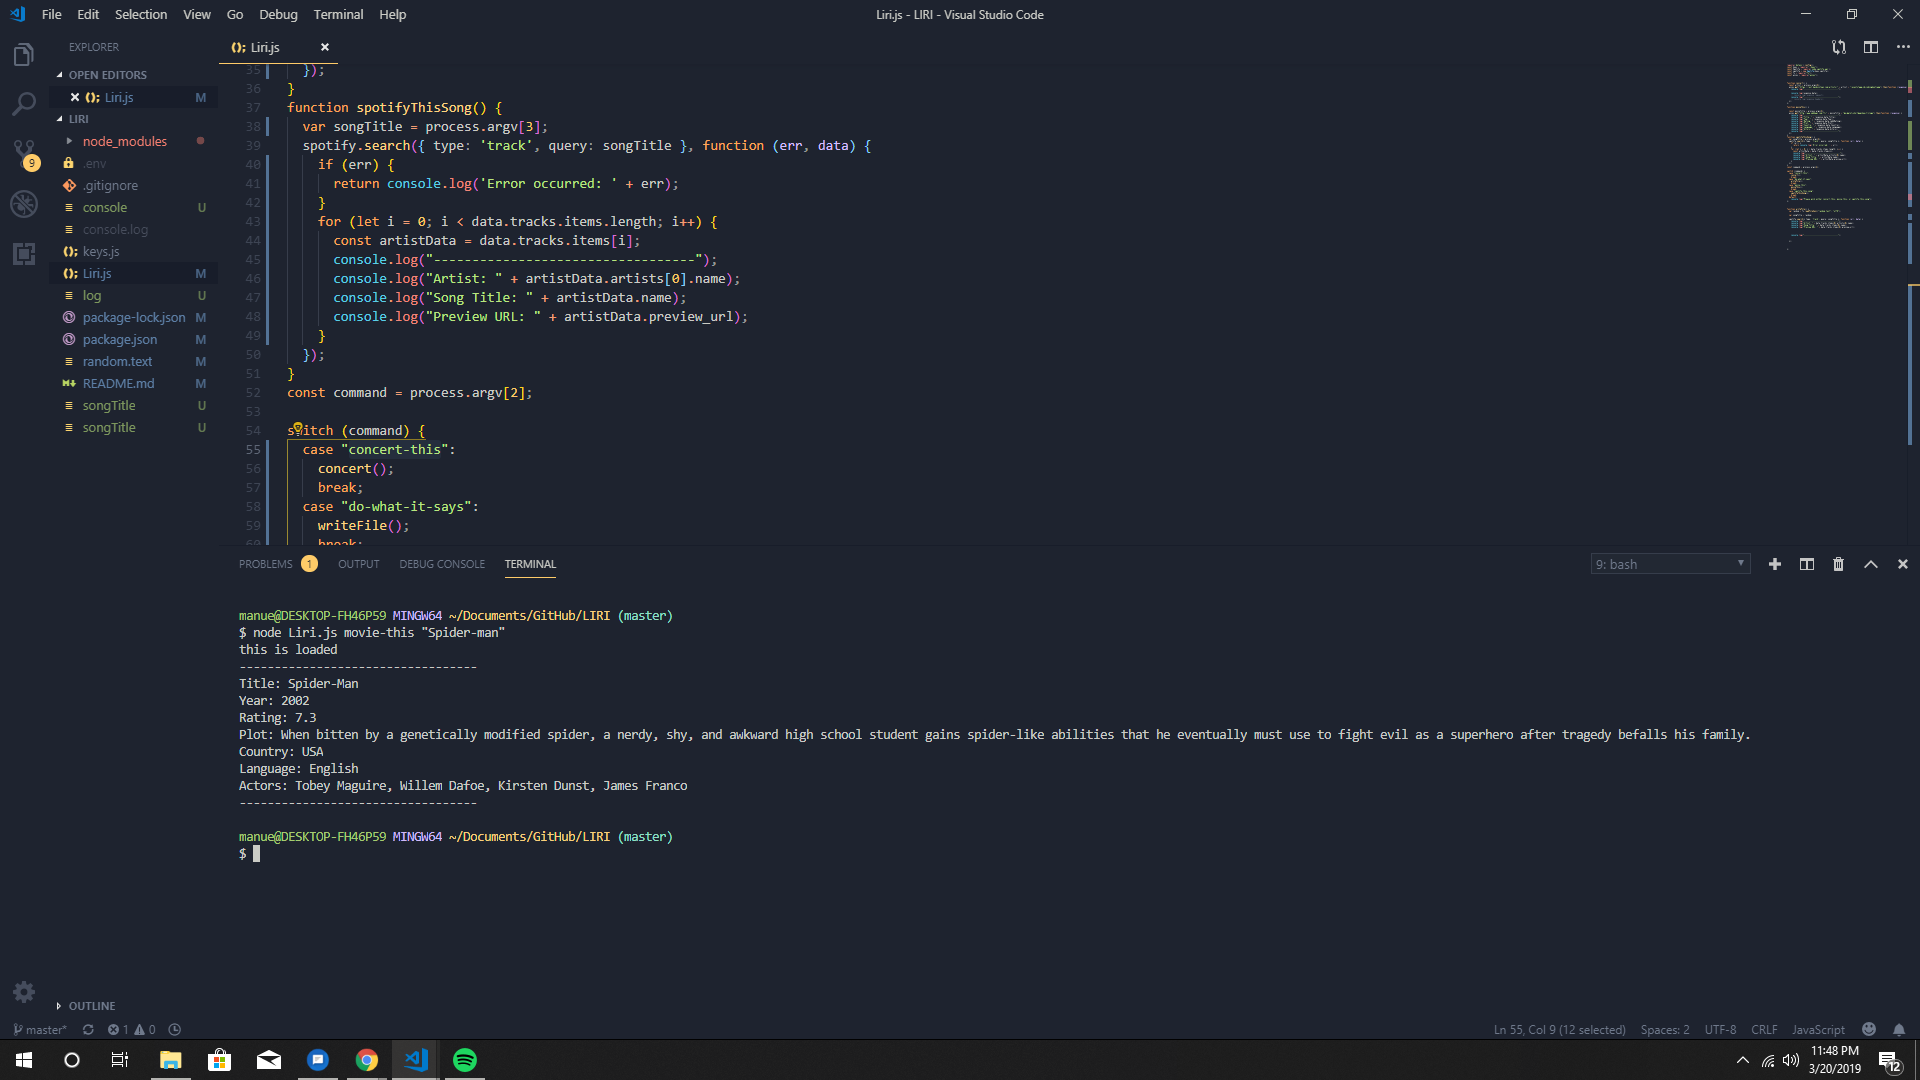 File Edit Selection View Go Debug Terminal Help
Liri.js - LIRI - Visual Studio Code
EXPLORER
OPEN EDITORS
Liri.js M
LIRI
node_modules
.env
.gitignore
console U
console.log
keys.js
Liri.js M
log U
package-lock.json M
package.json M
random.text M
README.md M
songTitle U
songTitle U
OUTLINE
9
Liri.js
35 });
36 }
37 function spotifyThisSong() {
38 var songTitle = process.argv[3];
39 spotify.search({ type: 'track', query: songTitle }, function (err, data) {
40 if (err) {
41 return console.log('Error occurred: ' + err);
42 }
43 for (let i = 0; i < data.tracks.items.length; i++) {
44 const artistData = data.tracks.items[i];
45 console.log("----------------------------------");
46 console.log("Artist: " + artistData.artists[0].name);
47 console.log("Song Title: " + artistData.name);
48 console.log("Preview URL: " + artistData.preview_url);
49 }
50 });
51 }
52 const command = process.argv[2];
53
54 switch (command) {
55 case "concert-this":
56 concert();
57 break;
58 case "do-what-it-says":
59 writeFile();
60 break;
PROBLEMS 1 OUTPUT DEBUG CONSOLE TERMINAL
9: bash
manue@DESKTOP-FH46P59 MINGW64 ~/Documents/GitHub/LIRI (master)
$ node Liri.js movie-this "Spider-man"
this is loaded
----------------------------------
Title: Spider-Man
Year: 2002
Rating: 7.3
Plot: When bitten by a genetically modified spider, a nerdy, shy, and awkward high school student gains spider-like abilities that he eventually must use to fight evil as a superhero after tragedy befalls his family.
Country: USA
Language: English
Actors: Tobey Maguire, Willem Dafoe, Kirsten Dunst, James Franco
----------------------------------
manue@DESKTOP-FH46P59 MINGW64 ~/Documents/GitHub/LIRI (master)
$
master* 1 0
Ln 55, Col 9 (12 selected) Spaces: 2 UTF-8 CRLF JavaScript
11:48 PM
3/20/2019
12